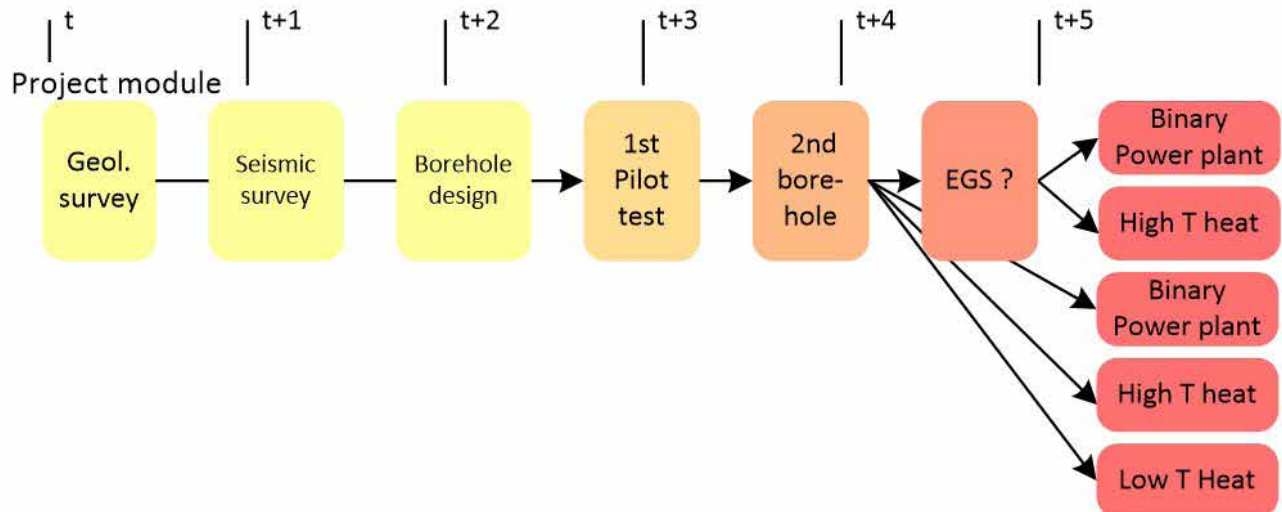 t
t+1
t+2
t+3
t+4
t+5
Project module
Geol.
survey
Seismic
survey
Borehole
design
1st
Pilot
test
2nd
bore-
hole
EGS ?
Binary
Power plant
High T heat
Binary
Power plant
High T heat
Low T Heat